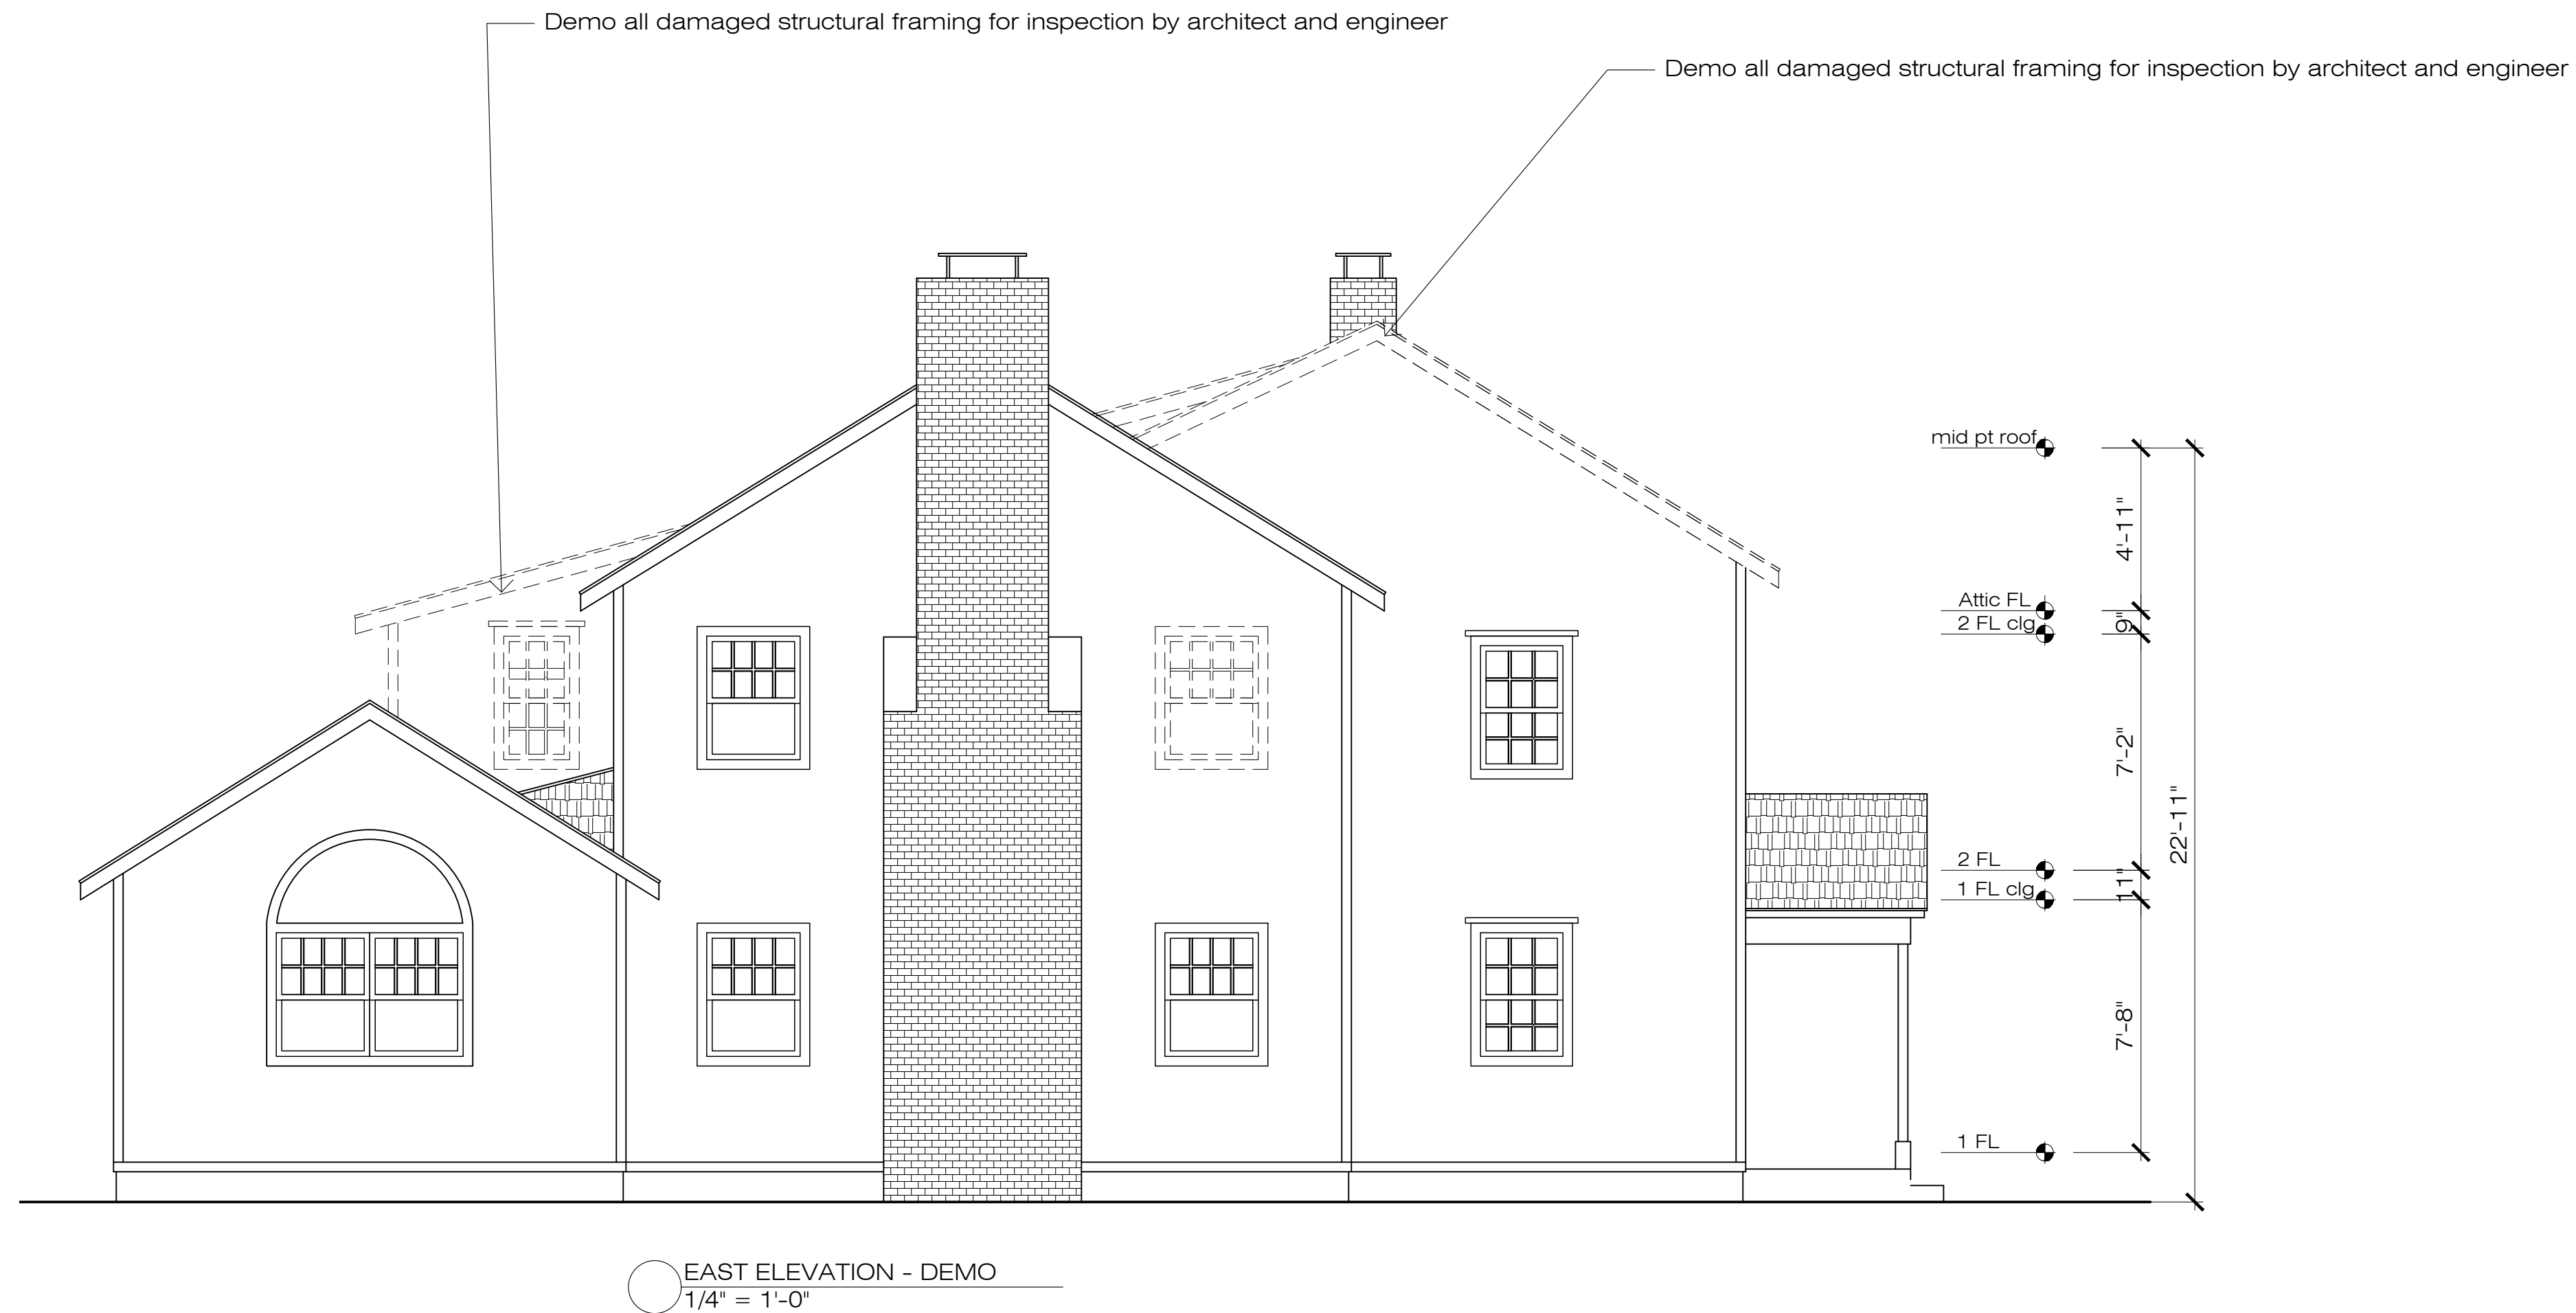 Demo all damaged structural framing for inspection by architect and engineer
Demo all damaged structural framing for inspection by architect and engineer
mid pt roof
4'-11"
Attic FL
9"
2 FL clg
7'-2"
22'-11"
2 FL
11"
1 FL clg
7'-8"
1 FL
EAST ELEVATION - DEMO
1/4" = 1'-0"